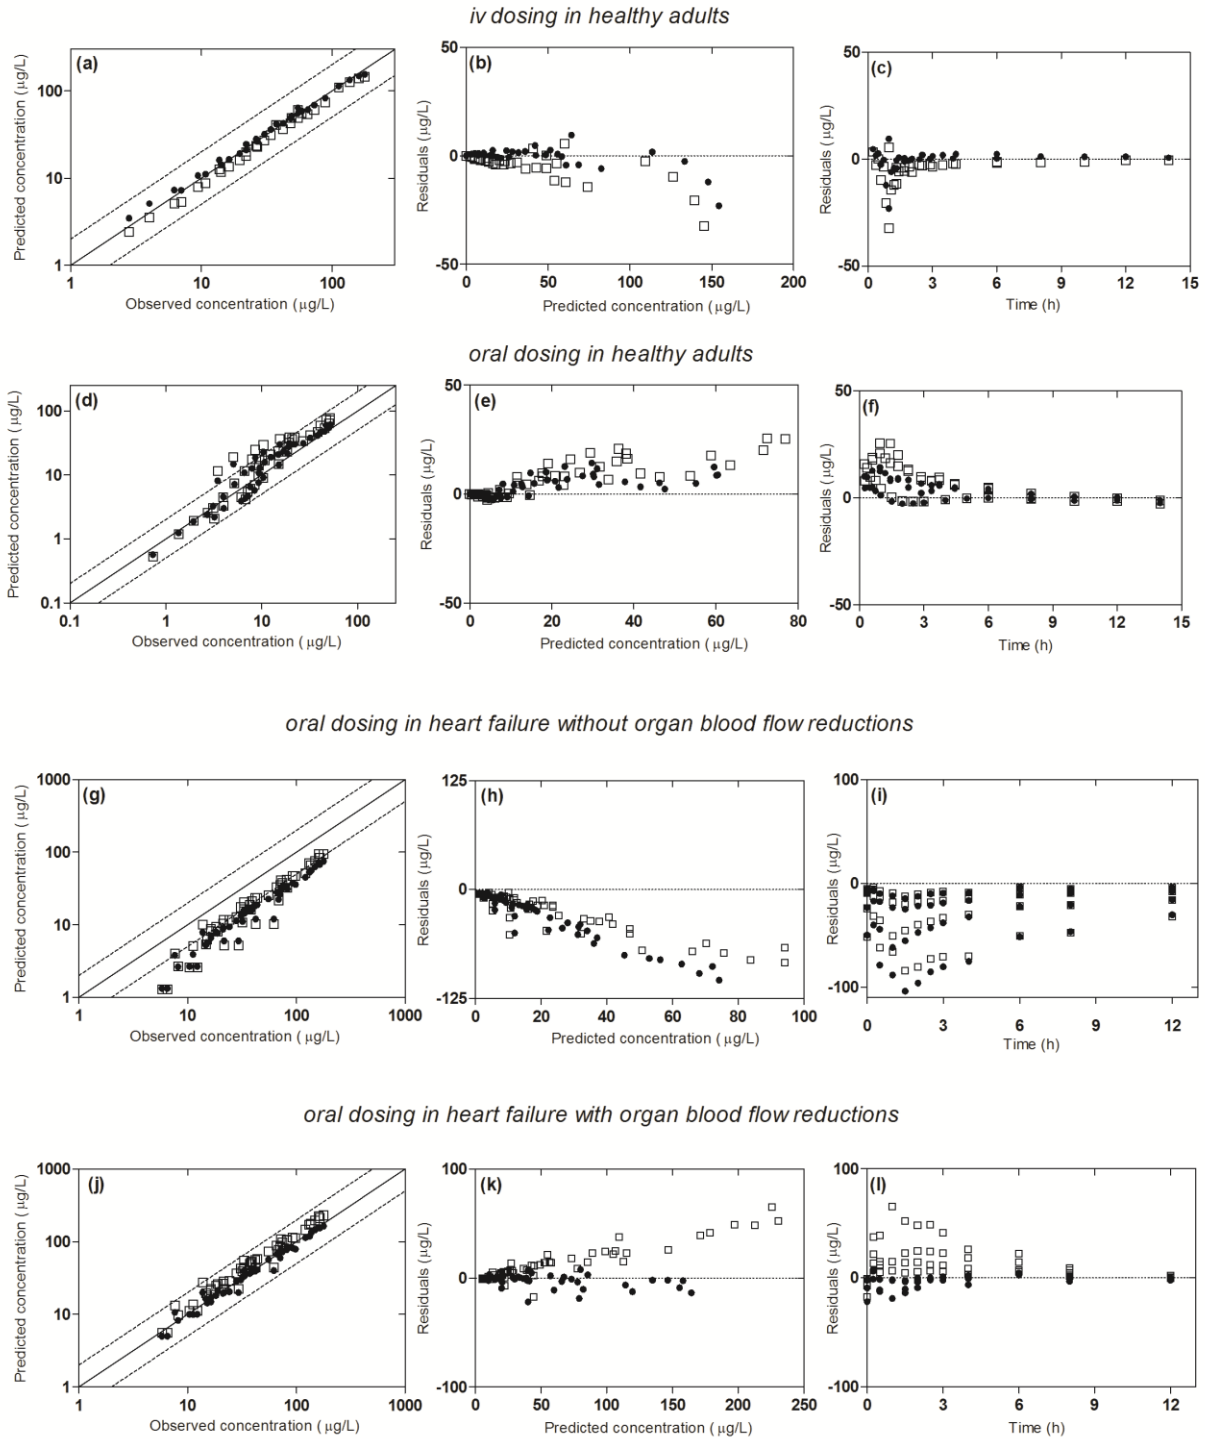 iv dosing in healthy adults
(a)
Predicted concentration (μg/L)
100
10
1
1
10
100
Observed concentration (μg/L)
(b)
Residuals (μg/L)
50
0
-50
0
50
100
150
200
Predicted concentration (μg/L)
(c)
Residuals (μg/L)
50
0
-50
0
3
6
9
12
15
Time (h)
oral dosing in healthy adults
(d)
Predicted concentration (μg/L)
100
10
1
0.1
0.1
1
10
100
Observed concentration (μg/L)
(e)
Residuals (μg/L)
50
0
-50
0
20
40
60
80
Predicted concentration (μg/L)
(f)
Residuals (μg/L)
50
0
-50
0
3
6
9
12
15
Time (h)
oral dosing in heart failure without organ blood flow reductions
(g)
Predicted concentration (μg/L)
1000
100
10
1
1
10
100
1000
Observed concentration (μg/L)
(h)
Residuals (μg/L)
125
0
-125
0
20
40
60
80
100
Predicted concentration (μg/L)
(i)
Residuals (μg/L)
100
0
-100
0
3
6
9
12
Time (h)
oral dosing in heart failure with organ blood flow reductions
(j)
Predicted concentration (μg/L)
1000
100
10
1
1
10
100
1000
Observed concentration (μg/L)
(k)
Residuals (μg/L)
100
0
-100
0
50
100
150
200
250
Predicted concentration (μg/L)
(l)
Residuals (μg/L)
100
0
-100
0
3
6
9
12
Time (h)